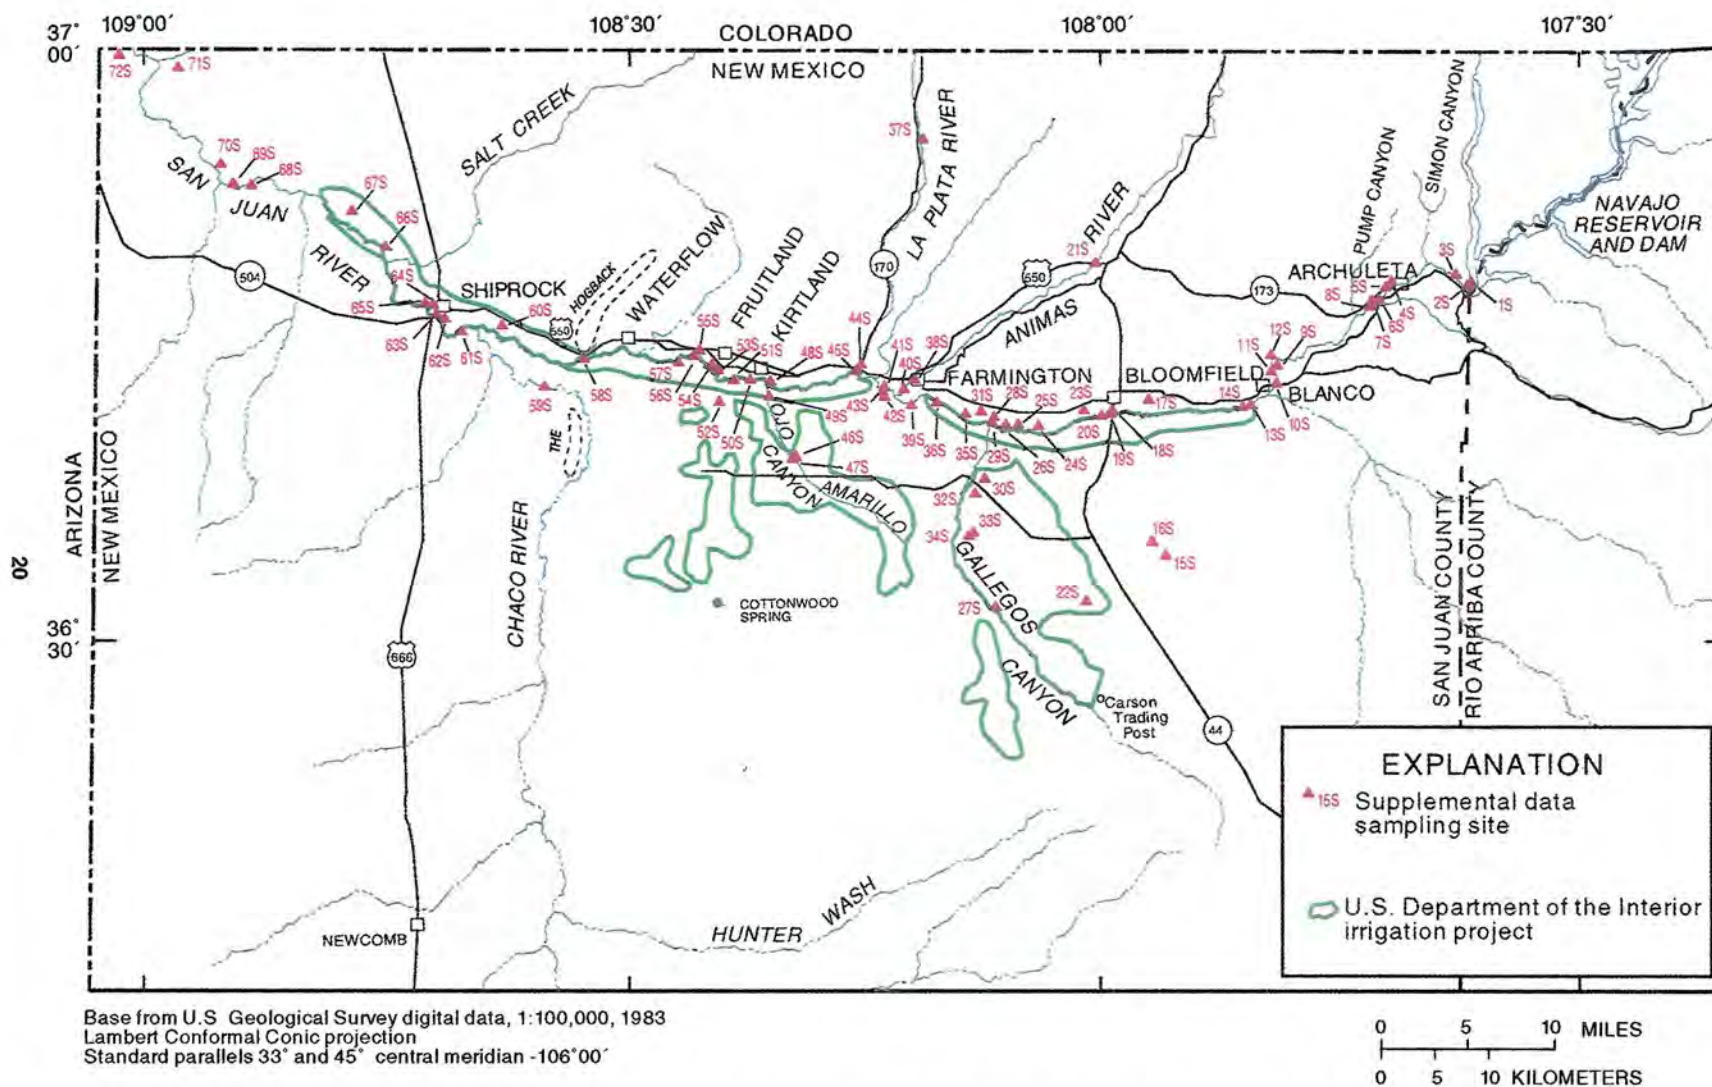 109°00′
108°30′
108°00′
107°30′
37°
00′
COLORADO
NEW MEXICO
72S
71S
SALT CREEK
37S
LA PLATA RIVER
PUMP CANYON
SIMON CANYON
70S
69S
68S
SAN
JUAN
RIVER
67S
66S
RIVER
NAVAJO
RESERVOIR
AND DAM
21S
3S
504
64S
65S
SHIPROCK
HOGBACK
WATERFLOW
FRUITLAND
KIRTLAND
170
550
ANIMAS
173
ARCHULETA
5S
8S
4S
6S
7S
2S
1S
60S
550
63S
62S
61S
55S
53S
51S
48S
44S
45S
41S
40S
38S
12S
9S
11S
57S
56S
54S
58S
59S
THE
52S
50S
49S
43S
42S
39S
FARMINGTON
BLOOMFIELD
BLANCO
31S
28S
25S
23S
17S
14S
20S
36S
35S
29S
26S
24S
19S
18S
13S
10S
OJO
AMARILLO
CANYON
46S
47S
32S
30S
33S
34S
16S
15S
ARIZONA
NEW MEXICO
CHACO RIVER
20
COTTONWOOD
SPRING
GALLEGOS
CANYON
27S
22S
36°
30′
666
Carson
Trading
Post
44
SAN JUAN COUNTY
RIO ARRIBA COUNTY
HUNTER
WASH
NEWCOMB
EXPLANATION
15S Supplemental data
sampling site
U.S. Department of the Interior
irrigation project
Base from U.S Geological Survey digital data, 1:100,000, 1983
Lambert Conformal Conic projection
Standard parallels 33° and 45° central meridian -106°00′
0 5 10 MILES
0 5 10 KILOMETERS